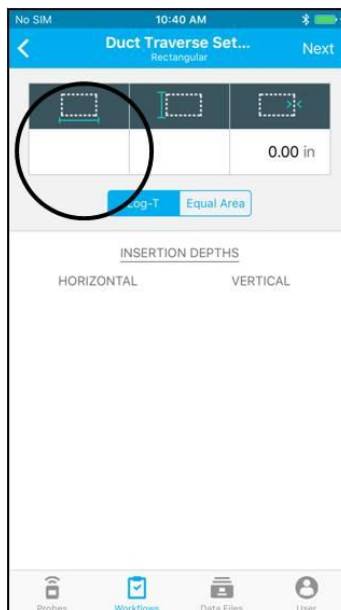 No SIM 10:40 AM
Duct Traverse Set... Next
Rectangular
0.00 in
Log-T Equal Area
INSERTION DEPTHS
HORIZONTAL VERTICAL
Probes Workflows Data Files User